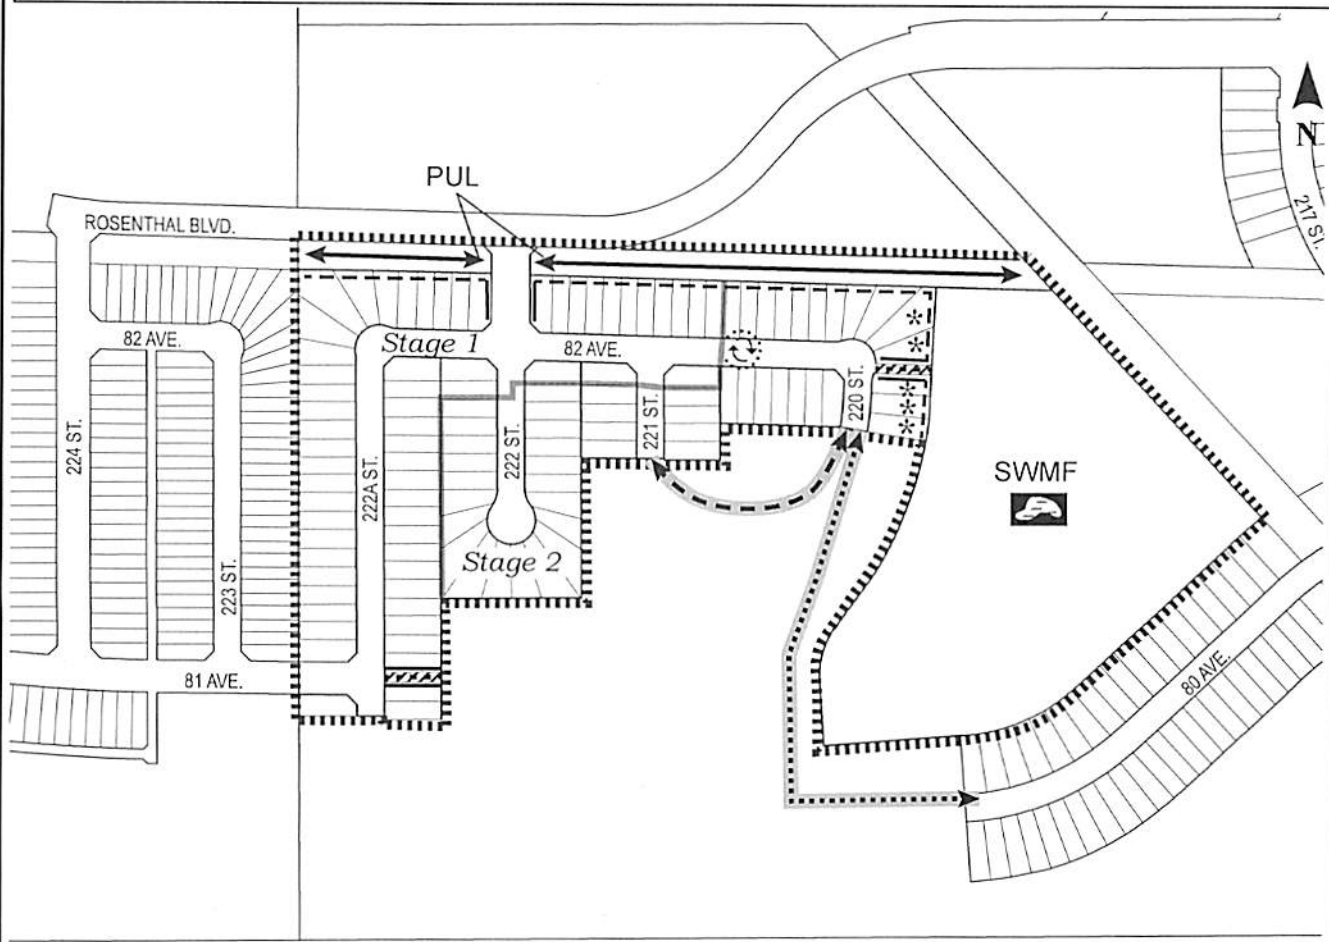 N
217 ST.
PUL
ROSENTHAL BLVD.
82 AVE.
Stage 1
82 AVE.
224 ST.
223 ST.
222A ST.
222 ST.
221 ST.
220 ST.
SWMF
Stage 2
81 AVE.
80 AVE.